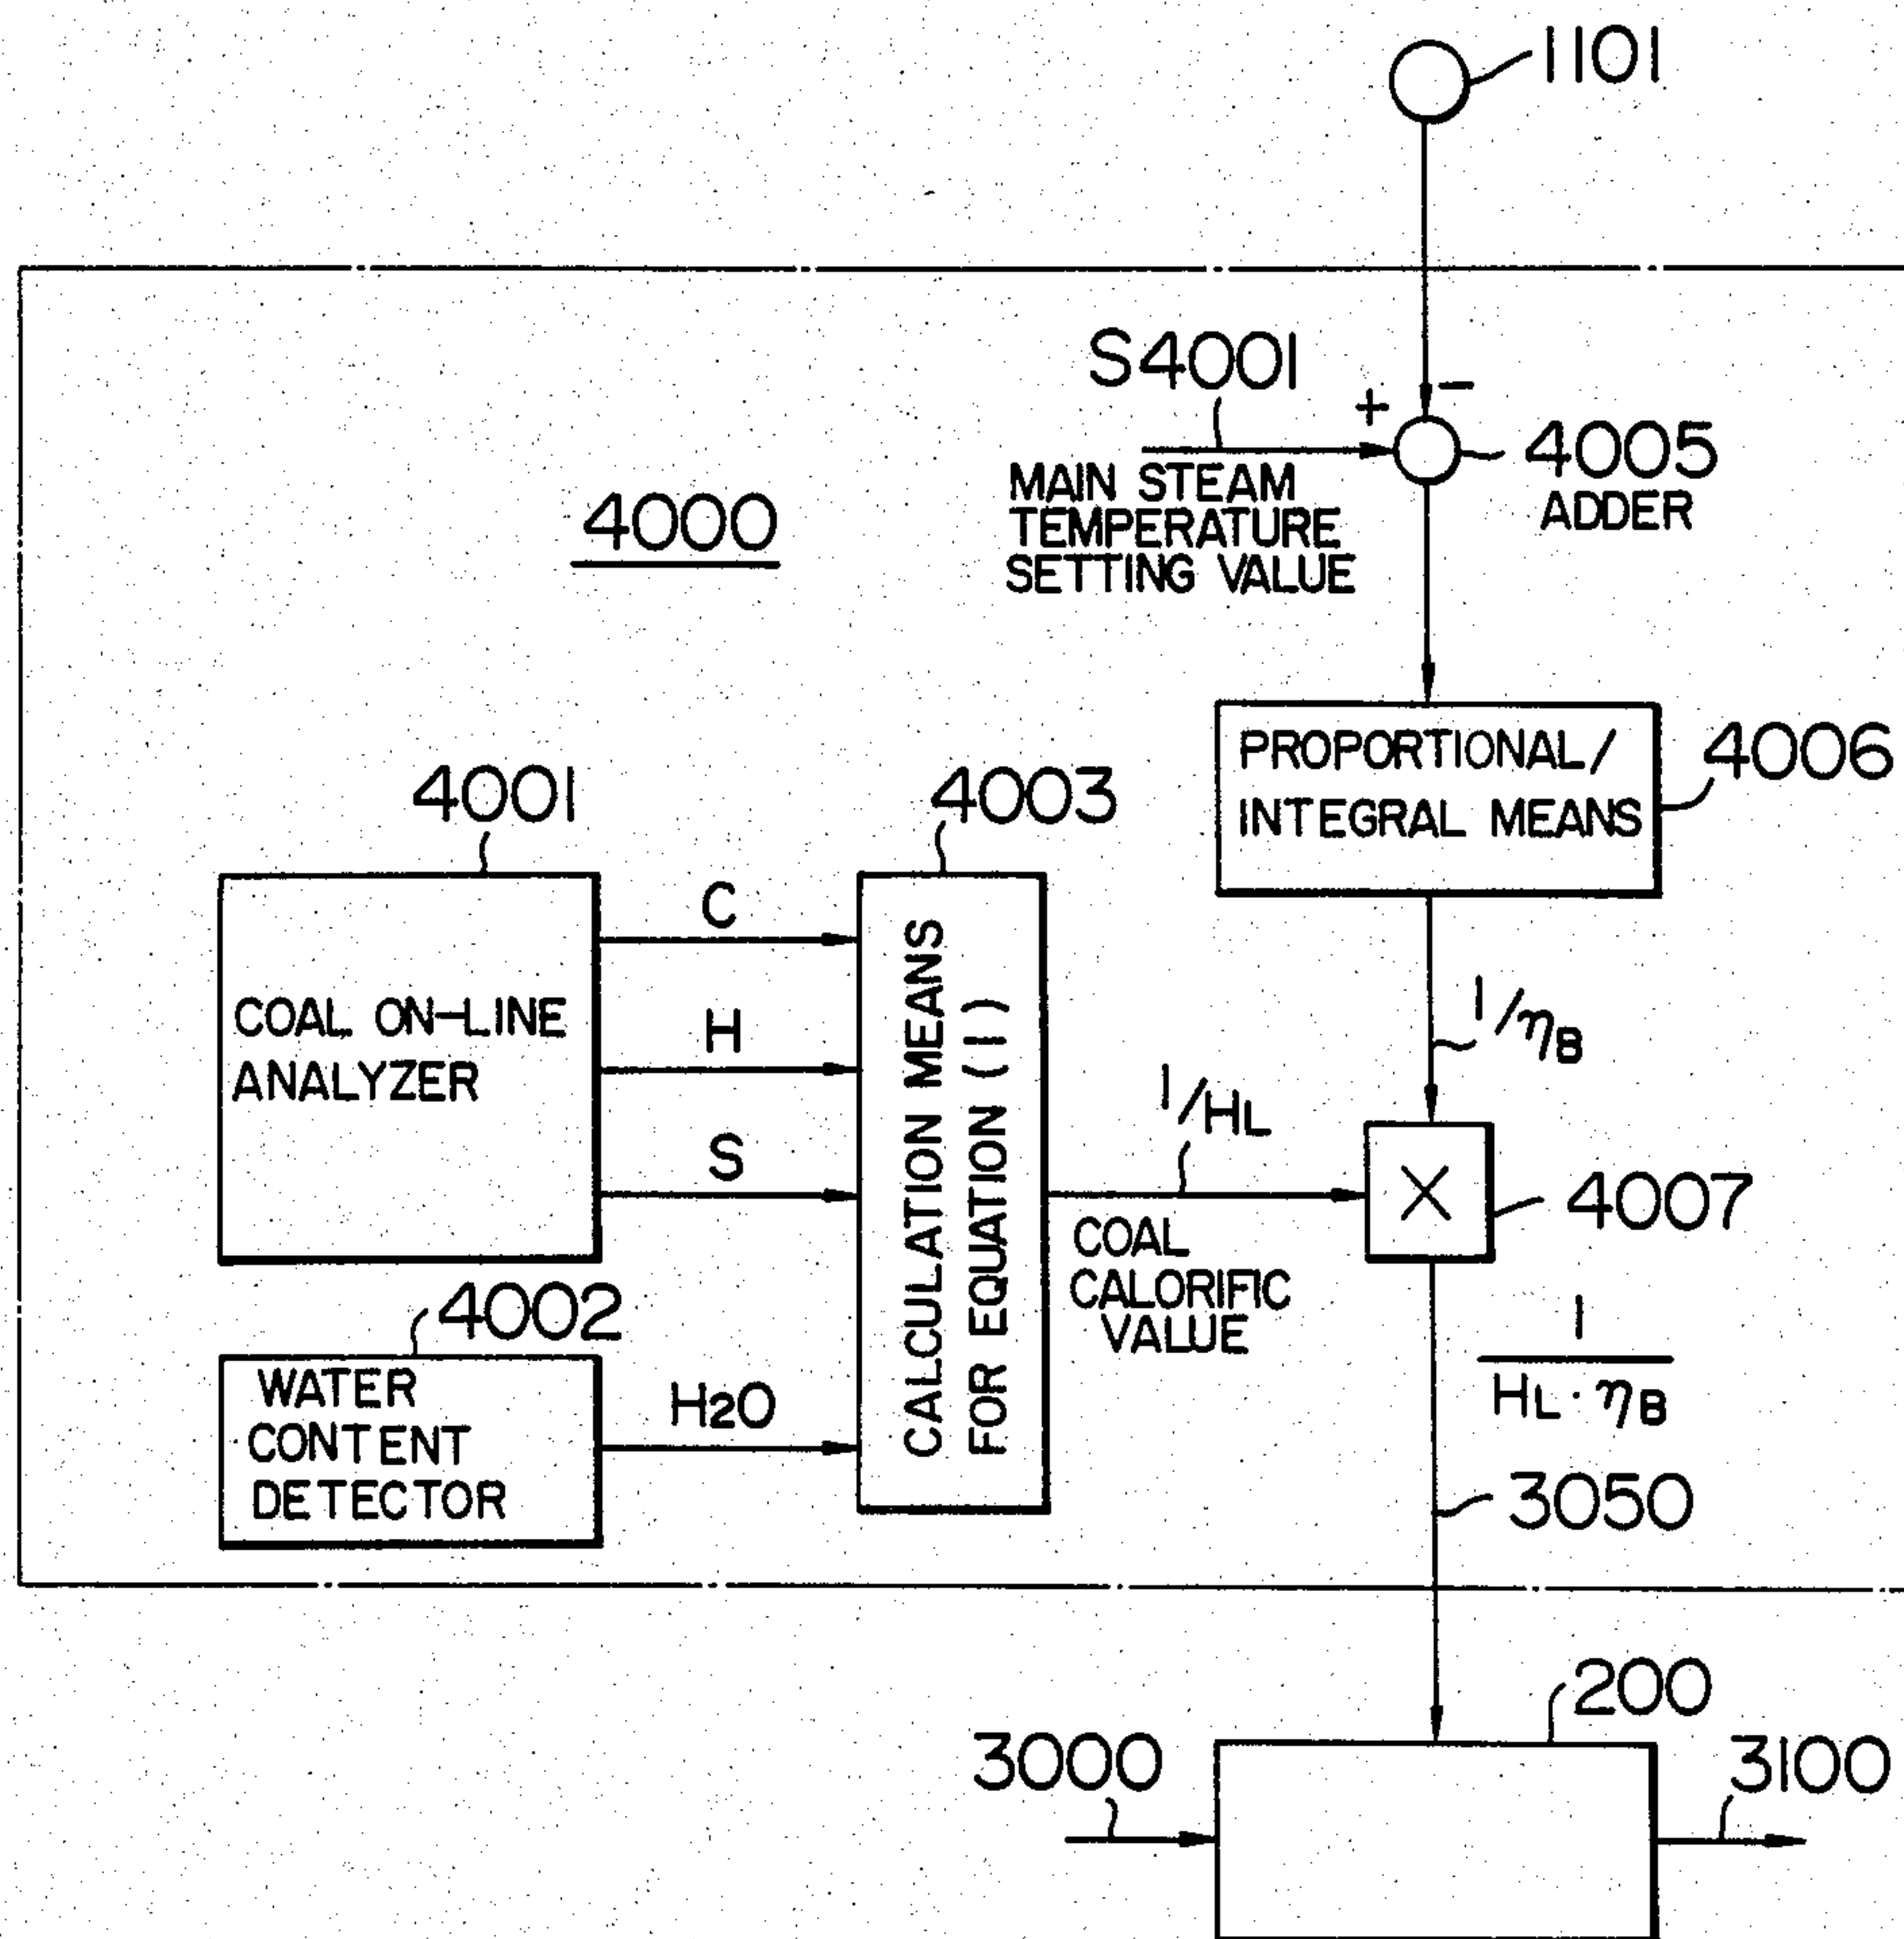 1101
S4001
+
-
4005
ADDER
MAIN STEAM
TEMPERATURE
SETTING VALUE
4000
PROPORTIONAL/
INTEGRAL MEANS
4006
4001
4003
COAL ON-LINE
ANALYZER
C
H
S
CALCULATION MEANS
FOR EQUATION (1)
1/ηB
1/HL
COAL
CALORIFIC
VALUE
X
4007
4002
WATER
CONTENT
DETECTOR
H2O
1
HL · ηB
3050
200
3000
3100